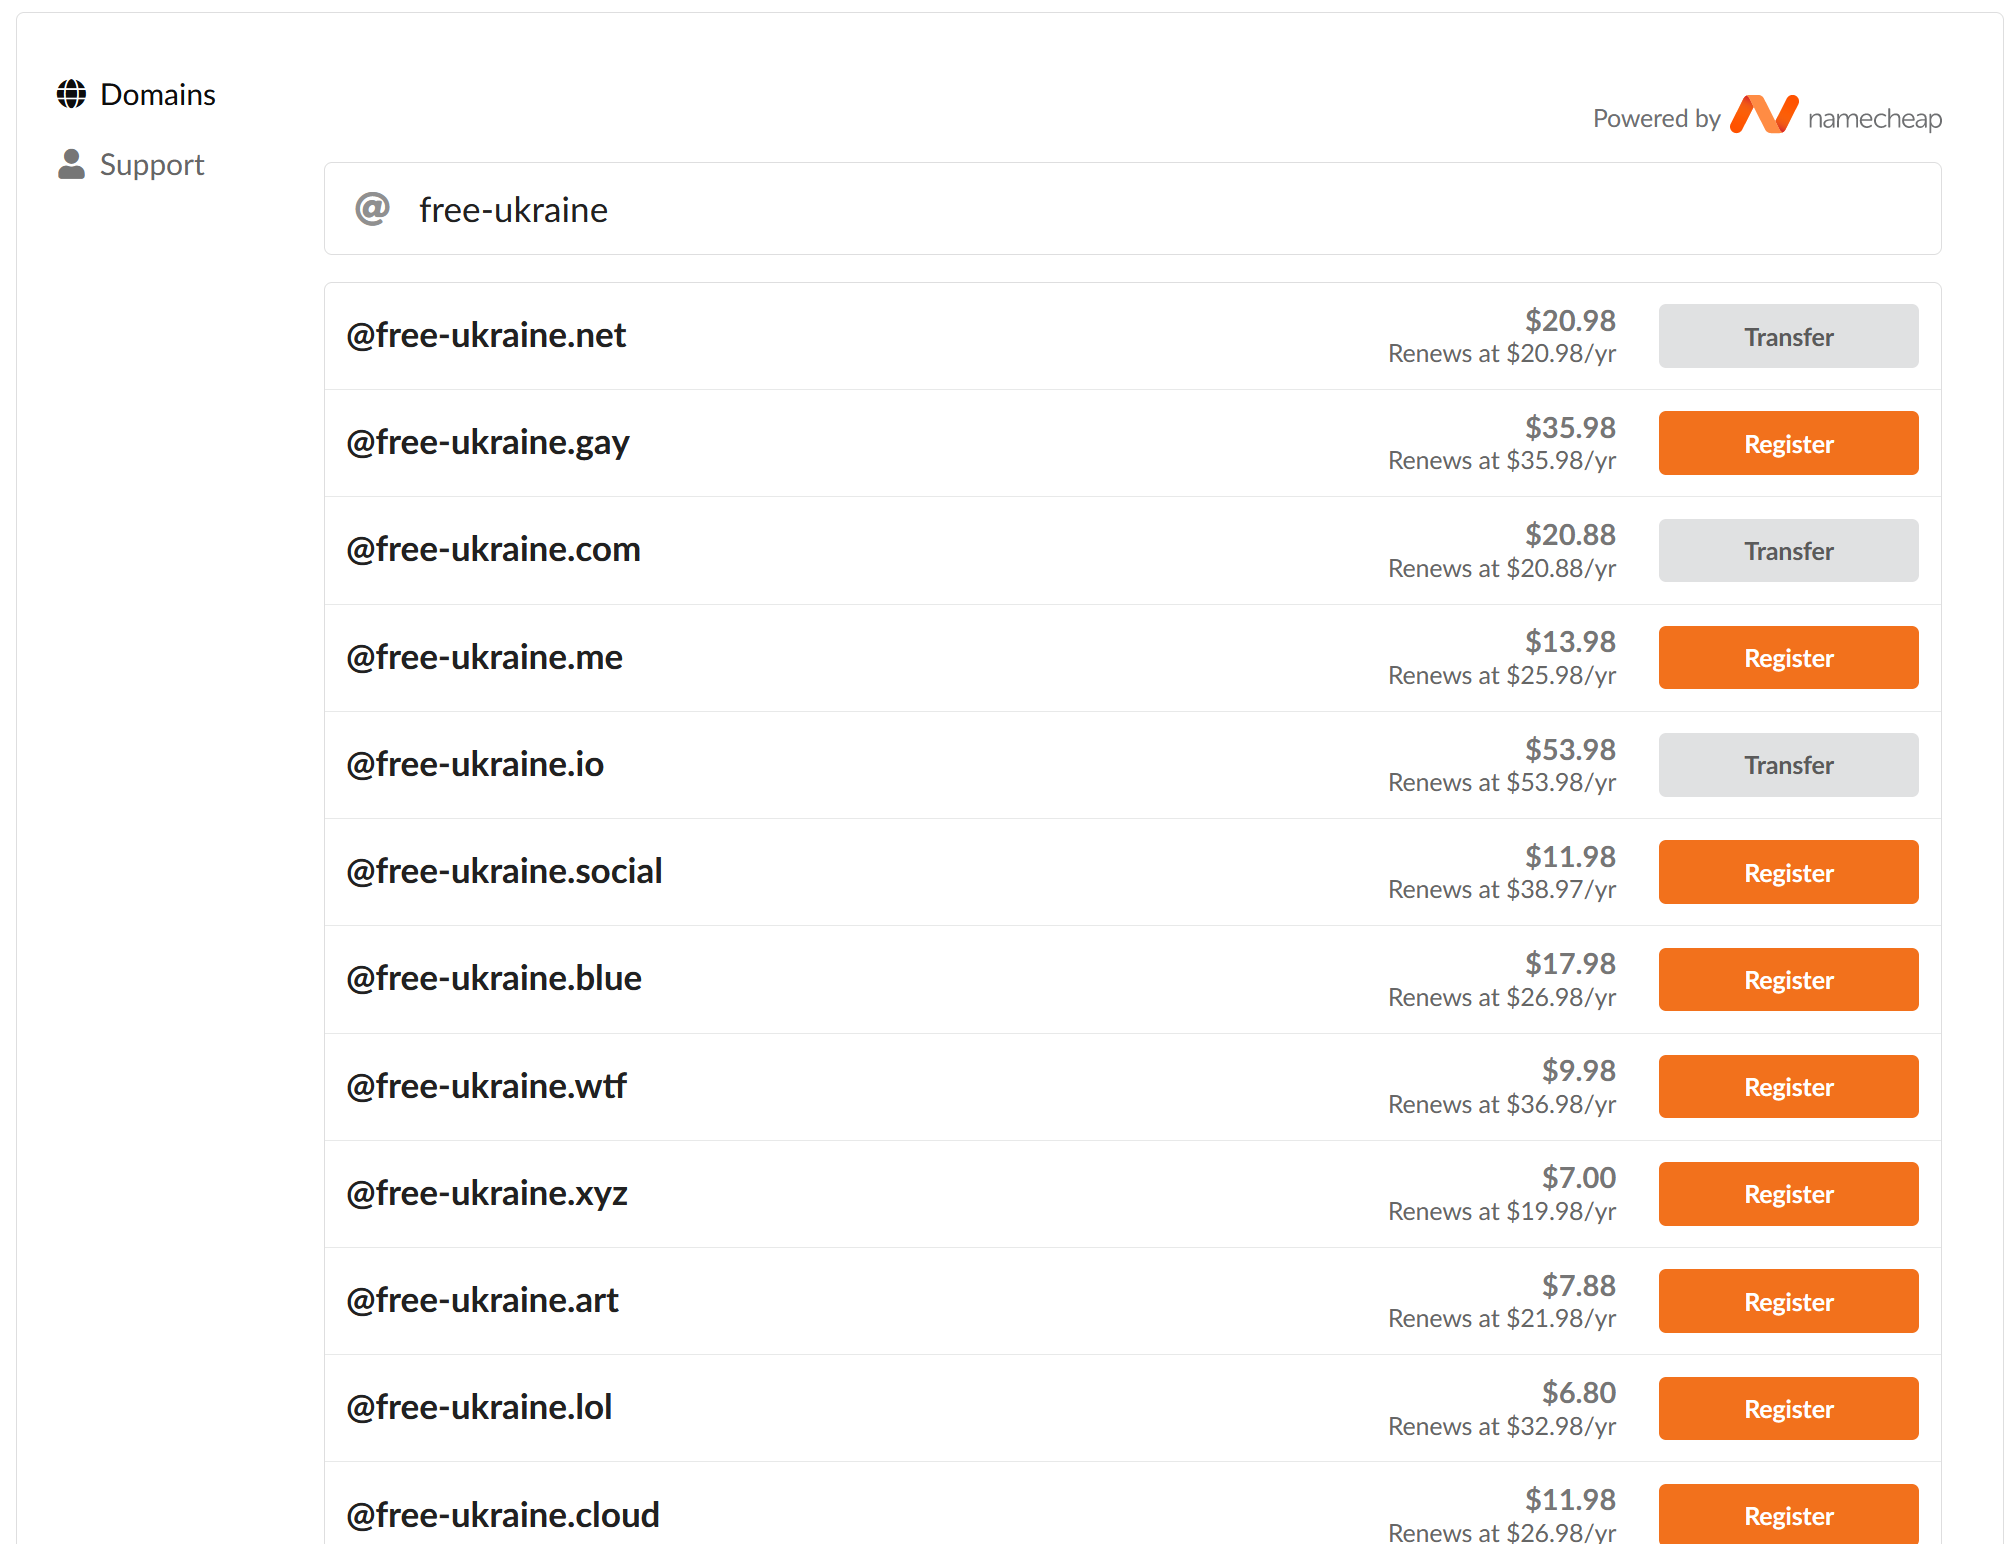 Domains
Support
Powered by namecheap
@ free-ukraine
@free-ukraine.net
$20.98
Renews at $20.98/yr
Transfer
@free-ukraine.gay
$35.98
Renews at $35.98/yr
Register
@free-ukraine.com
$20.88
Renews at $20.88/yr
Transfer
@free-ukraine.me
$13.98
Renews at $25.98/yr
Register
@free-ukraine.io
$53.98
Renews at $53.98/yr
Transfer
@free-ukraine.social
$11.98
Renews at $38.97/yr
Register
@free-ukraine.blue
$17.98
Renews at $26.98/yr
Register
@free-ukraine.wtf
$9.98
Renews at $36.98/yr
Register
@free-ukraine.xyz
$7.00
Renews at $19.98/yr
Register
@free-ukraine.art
$7.88
Renews at $21.98/yr
Register
@free-ukraine.lol
$6.80
Renews at $32.98/yr
Register
@free-ukraine.cloud
$11.98
Renews at $26.98/yr
Register